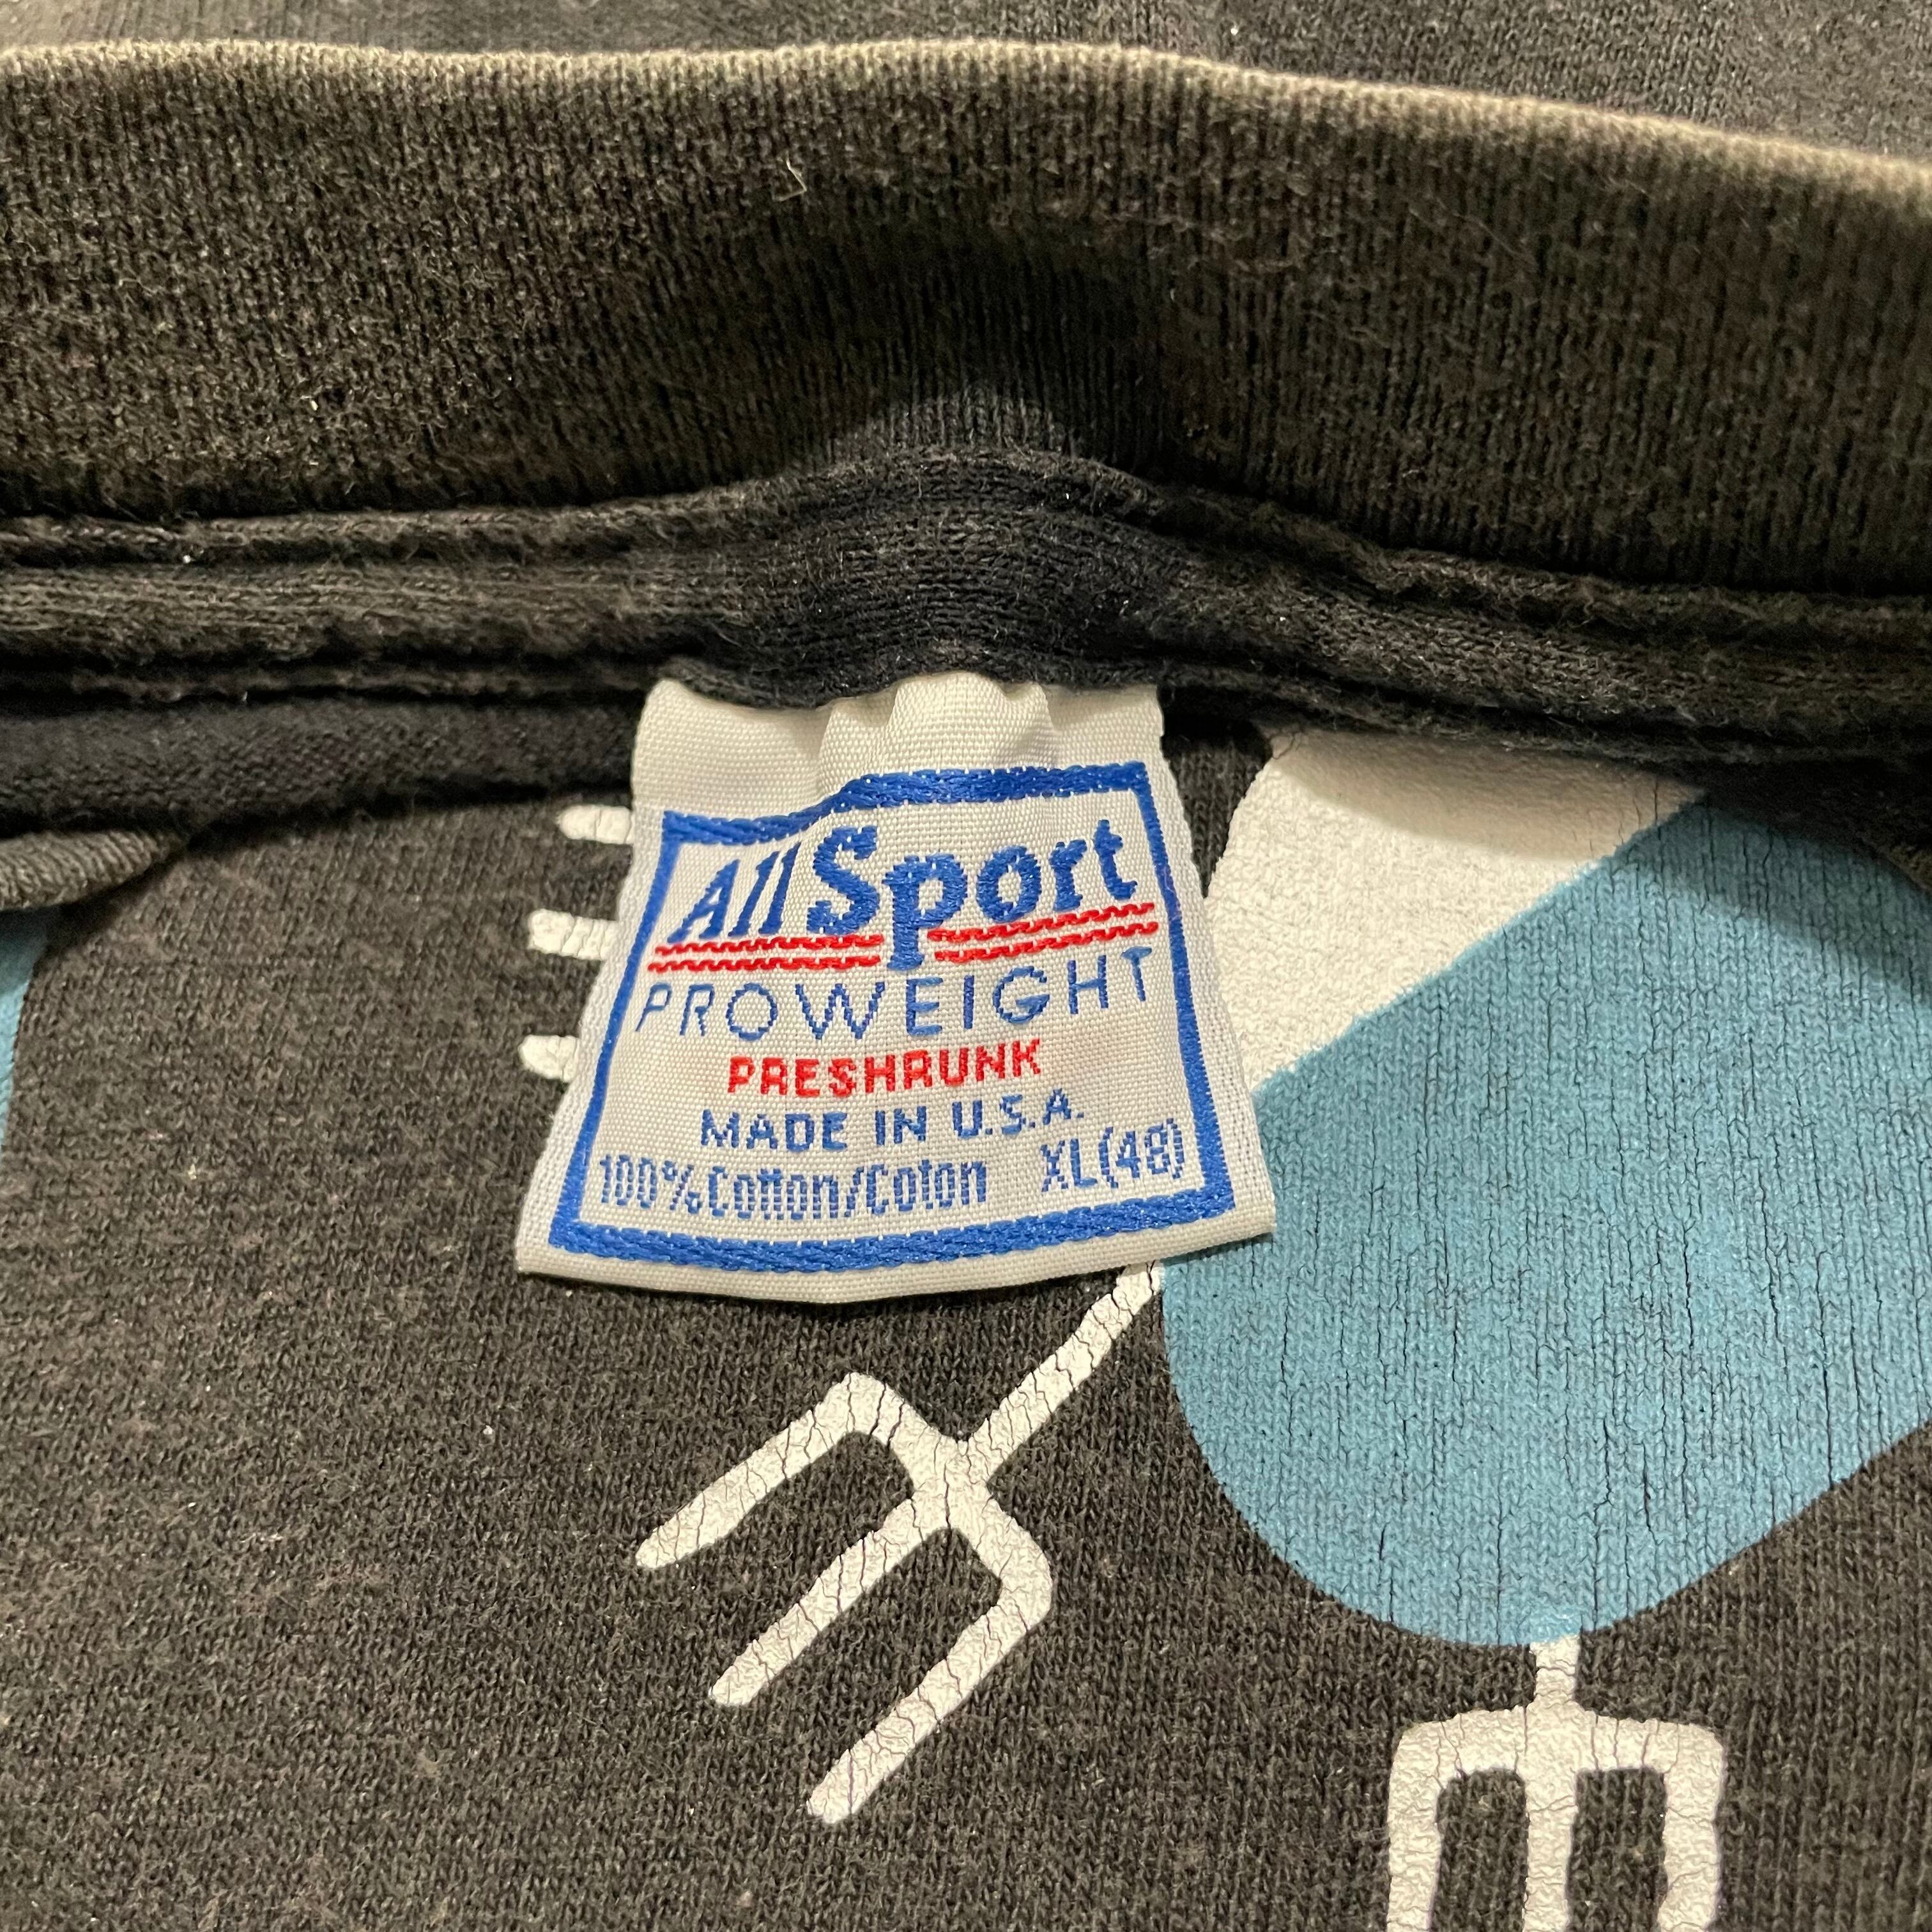 All Sport
PROWEIGHT
PRESHRUNK
MADE IN U.S.A.
100% Cotton/Coton XL(48)